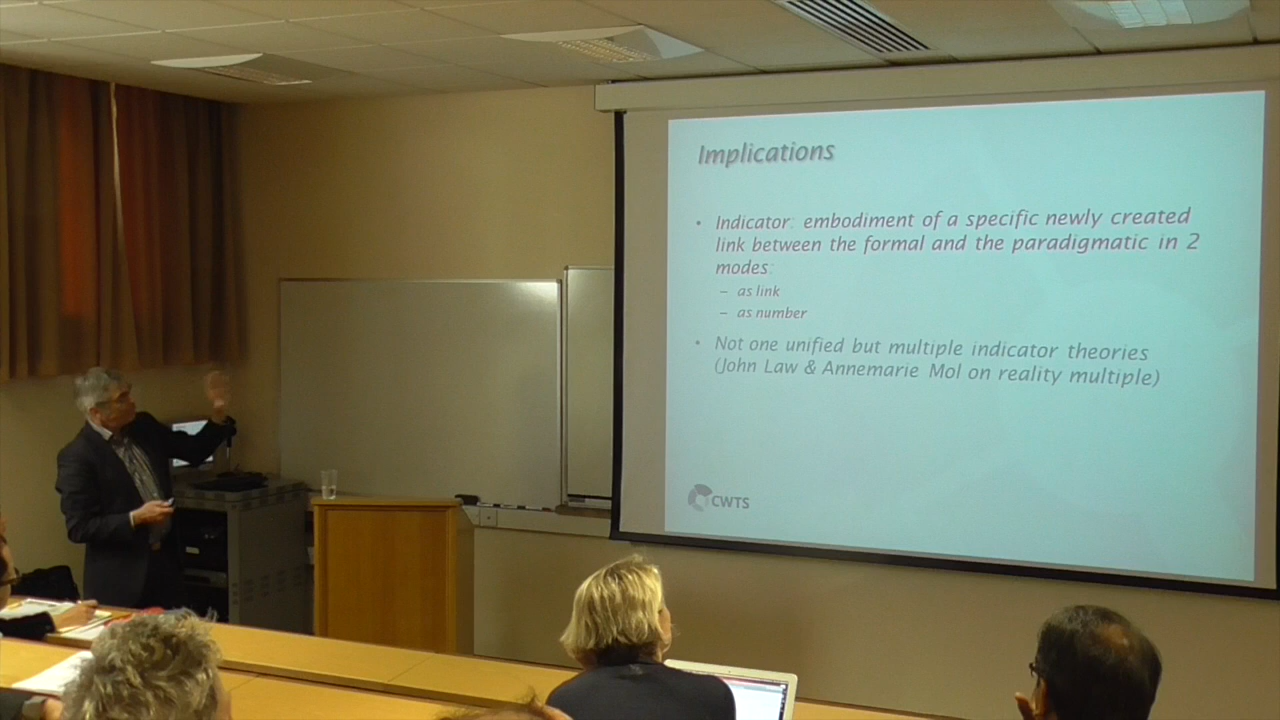 Implications
• Indicator: embodiment of a specific newly created
link between the formal and the paradigmatic in 2
modes:
– as link
– as number
• Not one unified but multiple indicator theories
(John Law & Annemarie Mol on reality multiple)
CWTS